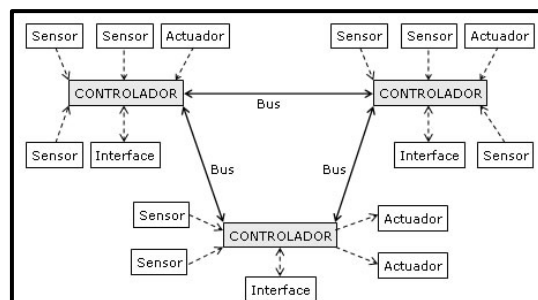 Sensor Sensor Actuador Sensor Sensor Actuador
CONTROLADOR CONTROLADOR
Bus
Sensor Interface Interface Sensor
Bus Bus
Sensor Actuador
CONTROLADOR
Sensor Actuador
Interface